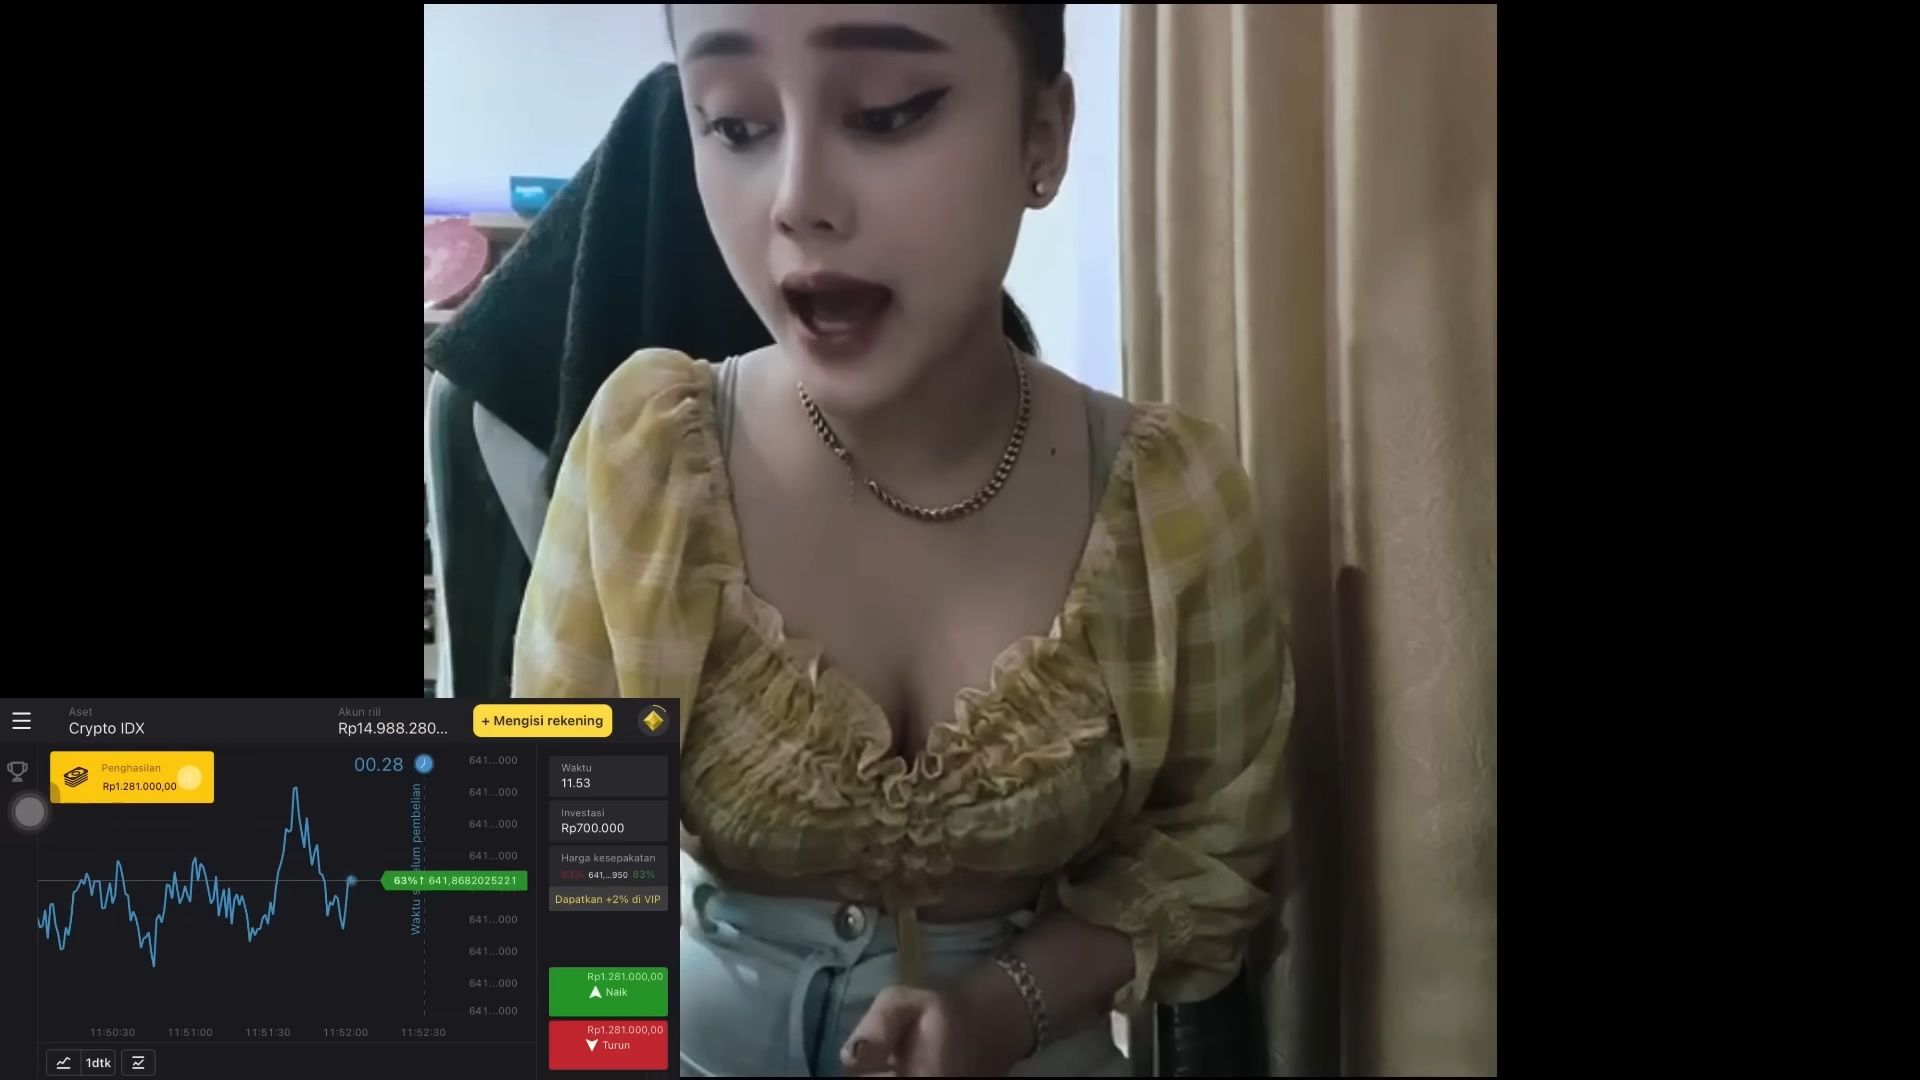 Aset
Crypto IDX
Akun riil
Rp14.988.280...
+ Mengisi rekening
Penghasilan
Rp1.281.000,00
00.28
Waktu
11.53
Investasi
Rp700.000
Harga kesepakatan
83% 641,...950 83%
Dapatkan +2% di VIP
641...000
641...000
641...000
641...000
63% 641,8682025221
641...000
641...000
641...000
641...000
Rp1.281.000,00
Naik
Rp1.281.000,00
Turun
11:50:30 11:51:00 11:51:30 11:52:00 11:52:30
1dtk